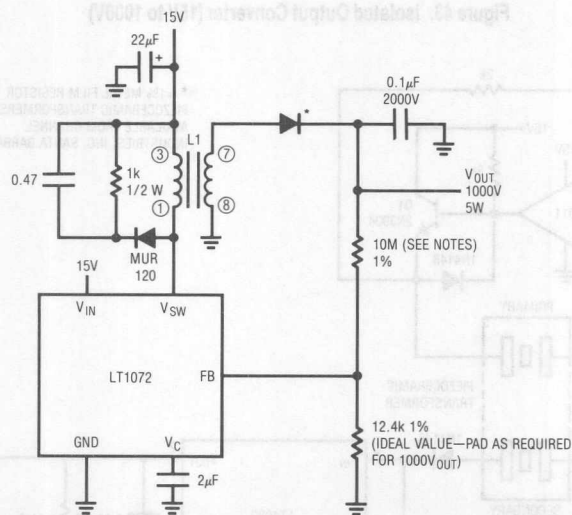 15V
22µF
+
0.1µF
2000V
*
L1
3
7
0.47
1k
1/2 W
1
8
VOUT
1000V
5W
MUR
120
10M (SEE NOTES)
1%
15V
VIN
VSW
LT1072
FB
GND
VC
12.4k 1%
(IDEAL VALUE—PAD AS REQUIRED
FOR 1000VOUT)
2µF